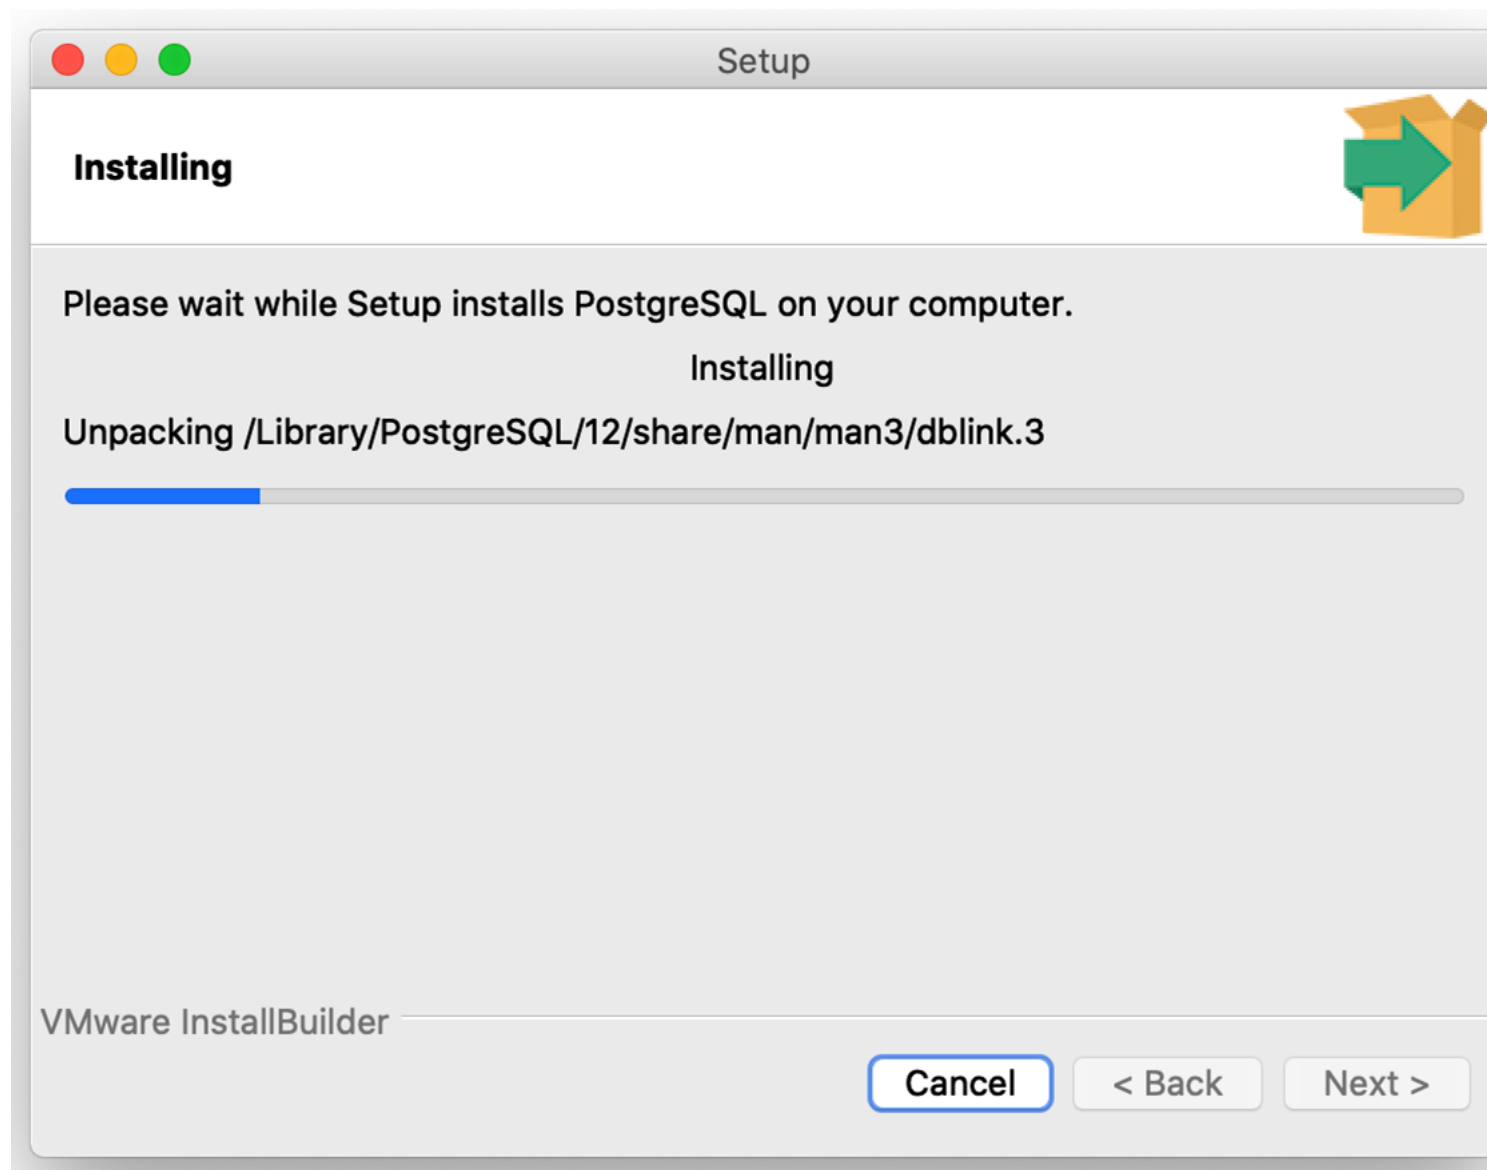 Setup
Installing
Please wait while Setup installs PostgreSQL on your computer.
Installing
Unpacking /Library/PostgreSQL/12/share/man/man3/dblink.3
VMware InstallBuilder
Cancel
< Back
Next >